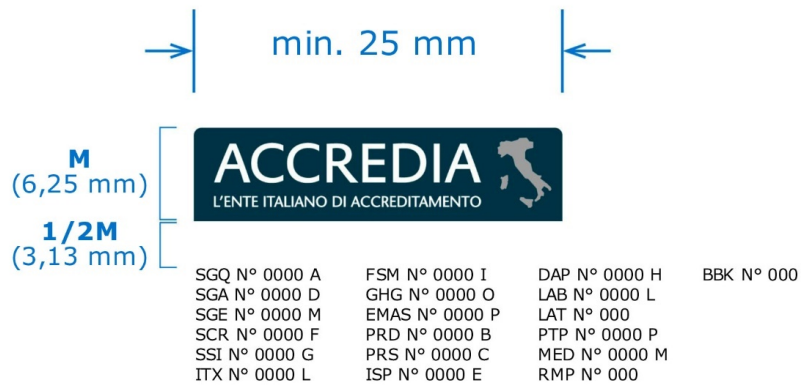 min. 25 mm
M
(6,25 mm)
ACCREDIA
L'ENTE ITALIANO DI ACCREDITAMENTO
1/2M
(3,13 mm)
SGQ N° 0000 A FSM N° 0000 I DAP N° 0000 H BBK N° 000
SGA N° 0000 D GHG N° 0000 O LAB N° 0000 L
SGE N° 0000 M EMAS N° 0000 P LAT N° 000
SCR N° 0000 F PRD N° 0000 B PTP N° 0000 P
SSI N° 0000 G PRS N° 0000 C MED N° 0000 M
ITX N° 0000 L ISP N° 0000 E RMP N° 000